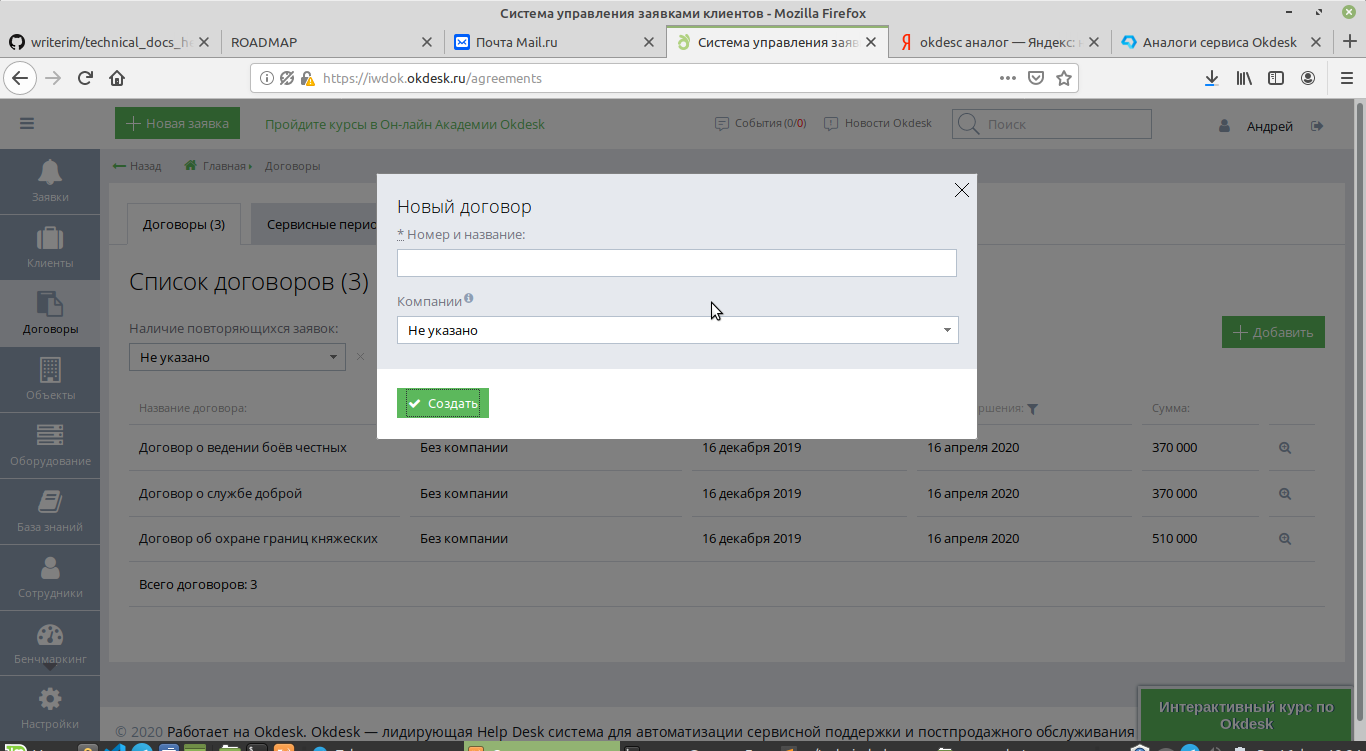 Система управления заявками клиентов - Mozilla Firefox
writerim/technical_docs_he
ROADMAP
Почта Mail.ru
Система управления заяв
okdesc аналог — Яндекс:
Аналоги сервиса Okdesk
https://iwdok.okdesk.ru/agreements
Новая заявка
Пройдите курсы в Он-лайн Академии Okdesk
События (0/0)
Новости Okdesk
Поиск
Андрей
Назад
Главная
Договоры
Заявки
Клиенты
Договоры
Объекты
Оборудование
База знаний
Сотрудники
Бенчмаркинг
Настройки
Договоры (3)
Сервисные перио
Список договоров (3)
Наличие повторяющихся заявок:
Не указано
Добавить
Новый договор
* Номер и название:
Компании
Не указано
Создать
Название договора:
ршения:
Сумма:
Договор о ведении боёв честных
Без компании
16 декабря 2019
16 апреля 2020
370 000
Договор о службе доброй
Без компании
16 декабря 2019
16 апреля 2020
370 000
Договор об охране границ княжеских
Без компании
16 декабря 2019
16 апреля 2020
510 000
Всего договоров: 3
Интерактивный курс по
Okdesk
© 2020 Работает на Okdesk. Okdesk — лидирующая Help Desk система для автоматизации сервисной поддержки и постпродажного обслуживания